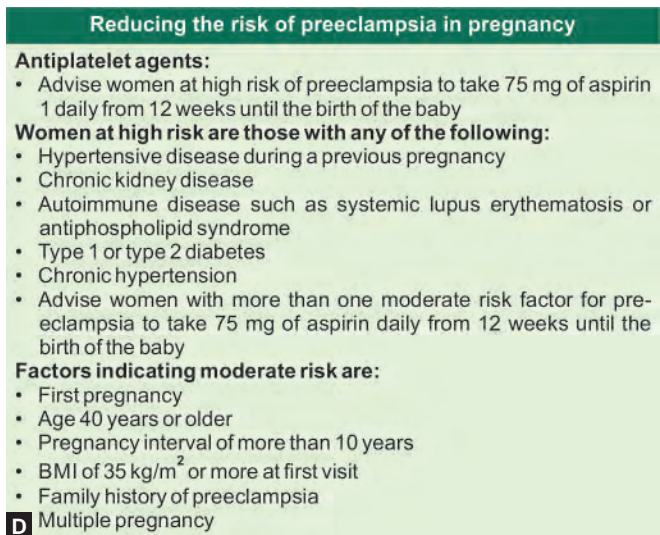 Reducing the risk of preeclampsia in pregnancy
Antiplatelet agents:
• Advise women at high risk of preeclampsia to take 75 mg of aspirin
1 daily from 12 weeks until the birth of the baby
Women at high risk are those with any of the following:
• Hypertensive disease during a previous pregnancy
• Chronic kidney disease
• Autoimmune disease such as systemic lupus erythematosis or
antiphospholipid syndrome
• Type 1 or type 2 diabetes
• Chronic hypertension
• Advise women with more than one moderate risk factor for pre-
eclampsia to take 75 mg of aspirin daily from 12 weeks until the
birth of the baby
Factors indicating moderate risk are:
• First pregnancy
• Age 40 years or older
• Pregnancy interval of more than 10 years
• BMI of 35 kg/m² or more at first visit
• Family history of preeclampsia
D Multiple pregnancy